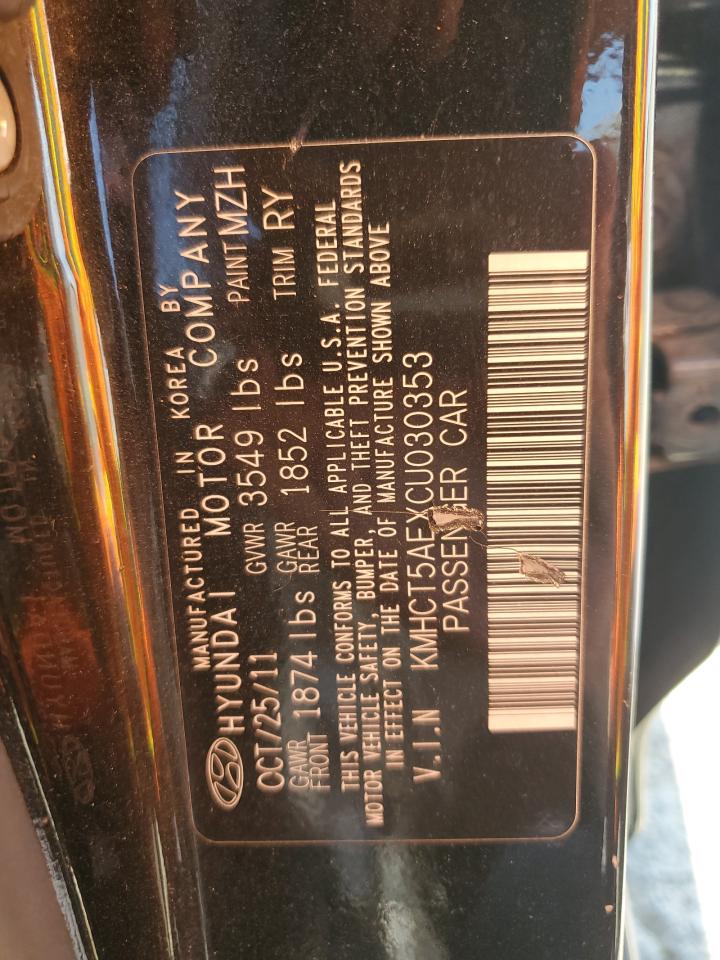 MANUFACTURED IN KOREA BY
HYUNDAI MOTOR COMPANY
OCT/25/11 GVWR 3549 lbs PAINT MZH
GAWR FRONT 1874 lbs GAWR REAR 1852 lbs TRIM RY
THIS VEHICLE CONFORMS TO ALL APPLICABLE U.S.A. FEDERAL
MOTOR VEHICLE SAFETY, BUMPER, AND THEFT PREVENTION STANDARDS
IN EFFECT ON THE DATE OF MANUFACTURE SHOWN ABOVE
V.I.N KMHCT5AEXCU030353
PASSENGER CAR